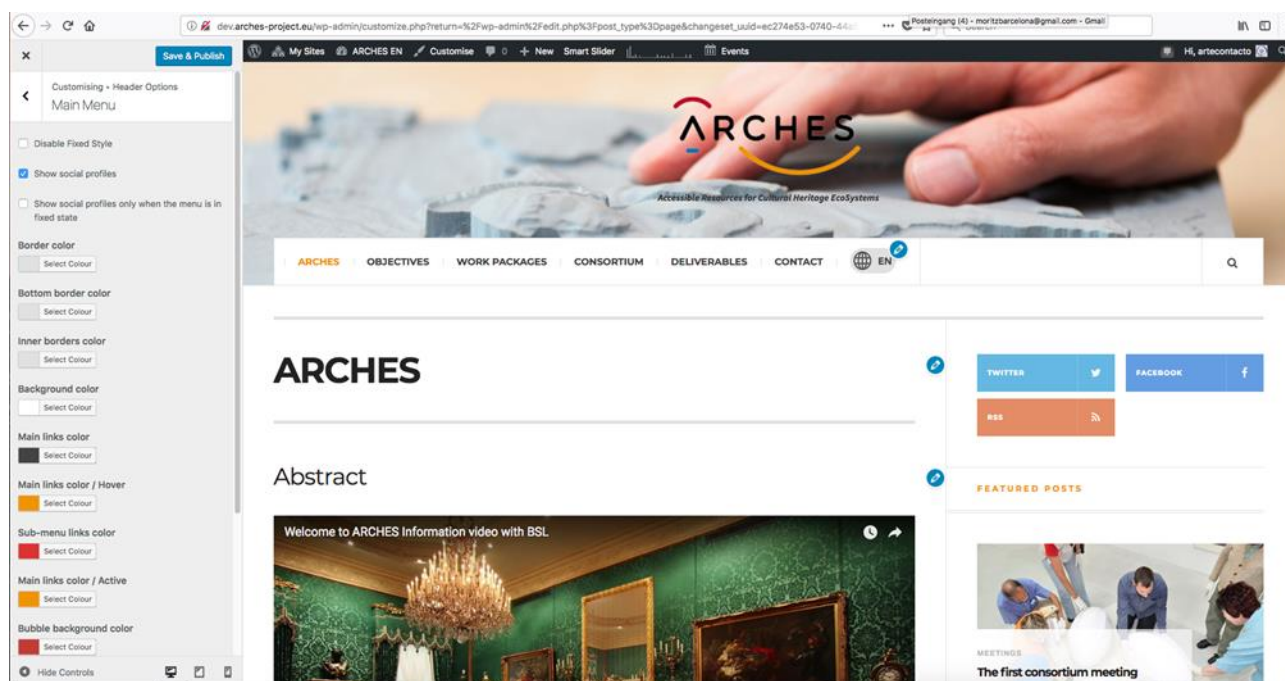 dev.arches-project.eu/wp-admin/customize.php?return=%2Fwp-admin%2Fedit.php%3Fpost_type%3Dpage&changeset_uuid=ec274e53-0740-44
Posteingang (4) - moritzbarcelona@gmail.com - Gmail
Save & Publish
My Sites
ARCHES EN
Customise
0
New
Smart Slider
Events
Hi, artecontacto
Customising • Header Options
Main Menu
Disable Fixed Style
Show social profiles
Show social profiles only when the menu is in
fixed state
Border color
Select Colour
Bottom border color
Select Colour
Inner borders color
Select Colour
Background color
Select Colour
Main links color
Select Colour
Main links color / Hover
Select Colour
Sub-menu links color
Select Colour
Main links color / Active
Select Colour
Bubble background color
Select Colour
Hide Controls
ARCHES
Accessible Resources for Cultural Heritage EcoSystems
ARCHES OBJECTIVES WORK PACKAGES CONSORTIUM DELIVERABLES CONTACT EN
ARCHES
Abstract
Welcome to ARCHES Information video with BSL
TWITTER
FACEBOOK
RSS
FEATURED POSTS
MEETINGS
The first consortium meeting